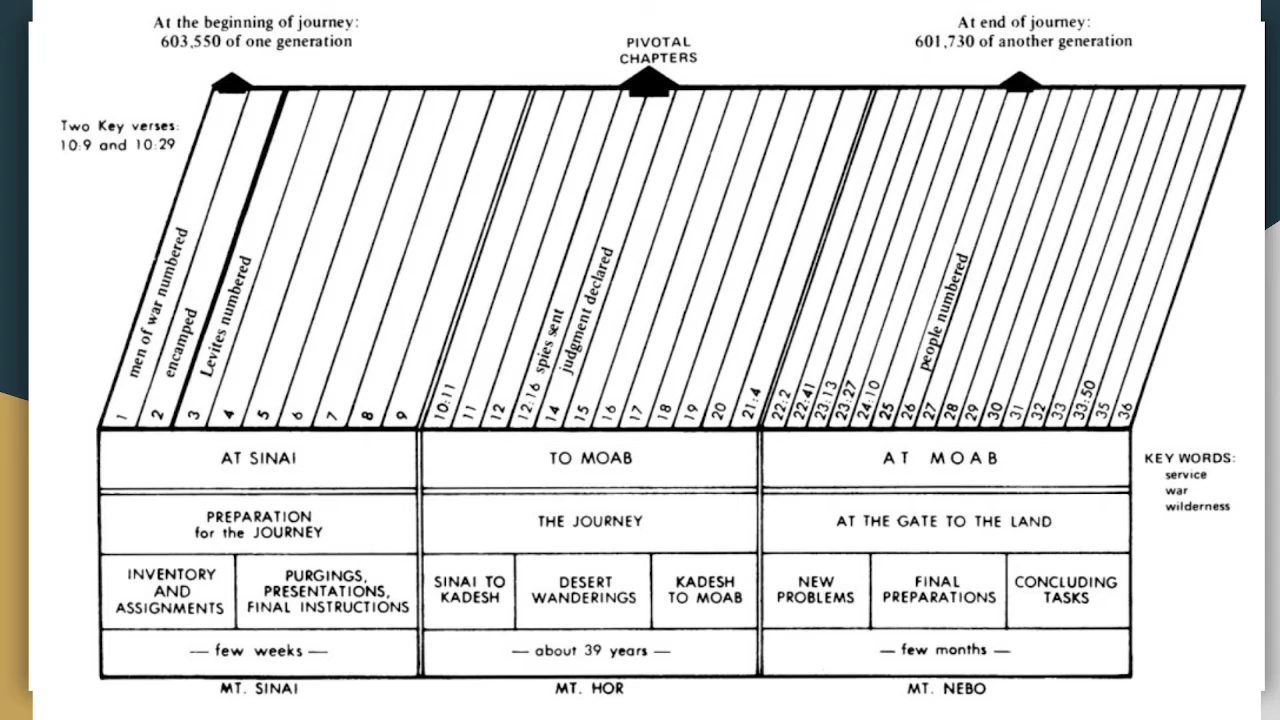 At the beginning of journey:
603,550 of one generation
PIVOTAL
CHAPTERS
At end of journey:
601,730 of another generation
Two Key verses:
10:9 and 10:29
men of war numbered
encamped
Levites numbered
spies sent
judgment declared
people numbered
1
2
3
4
5
6
7
8
9
10:11
11
12
12:16
14
15
16
17
18
19
20
21:4
22:2
22:41
23:13
23:27
24:10
25
26
27
28
29
30
31
32
33
33:50
35
36
AT SINAI
TO MOAB
AT MOAB
KEY WORDS:
service
war
wilderness
PREPARATION
for the JOURNEY
THE JOURNEY
AT THE GATE TO THE LAND
INVENTORY
AND
ASSIGNMENTS
PURGINGS,
PRESENTATIONS,
FINAL INSTRUCTIONS
SINAI TO
KADESH
DESERT
WANDERINGS
KADESH
TO MOAB
NEW
PROBLEMS
FINAL
PREPARATIONS
CONCLUDING
TASKS
— few weeks —
— about 39 years —
— few months —
MT. SINAI
MT. HOR
MT. NEBO